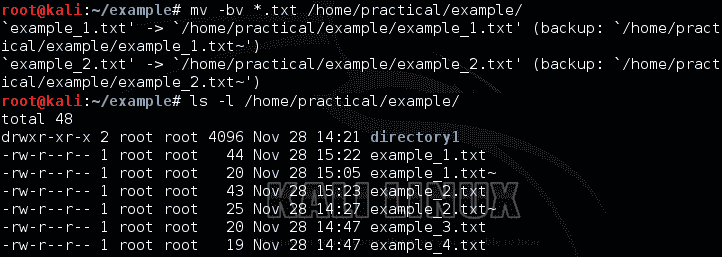 root@kali:~/example# mv -bv *.txt /home/practical/example/
`example_1.txt' -> `/home/practical/example/example_1.txt' (backup: `/home/pract
ical/example/example_1.txt~')
`example_2.txt' -> `/home/practical/example/example_2.txt' (backup: `/home/pract
ical/example/example_2.txt~')
root@kali:~/example# ls -l /home/practical/example/
total 48
drwxr-xr-x 2 root root 4096 Nov 28 14:21 directory1
-rw-r--r-- 1 root root   44 Nov 28 15:22 example_1.txt
-rw-r--r-- 1 root root   20 Nov 28 15:05 example_1.txt~
-rw-r--r-- 1 root root   43 Nov 28 15:23 example_2.txt
-rw-r--r-- 1 root root   25 Nov 28 14:27 example_2.txt~
-rw-r--r-- 1 root root   20 Nov 28 14:47 example_3.txt
-rw-r--r-- 1 root root   19 Nov 28 14:47 example_4.txt
KALI LINUX